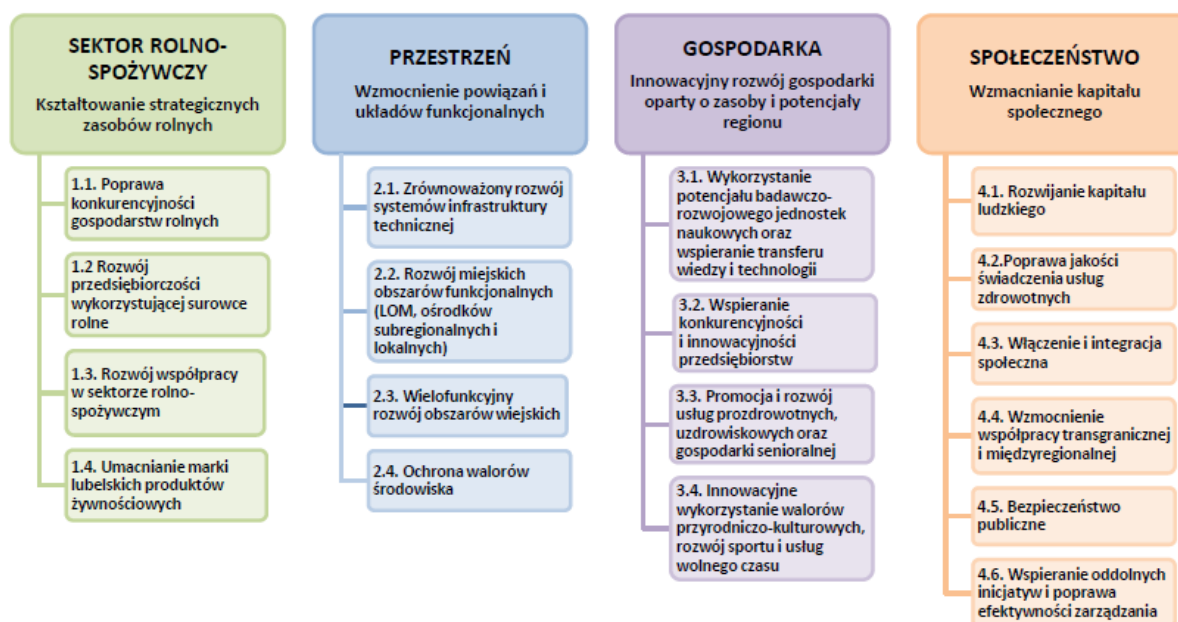 SEKTOR ROLNO-
SPOŻYWCZY
Kształtowanie strategicznych
zasobów rolnych
1.1. Poprawa
konkurencyjności
gospodarstw rolnych
1.2 Rozwój
przedsiębiorczości
wykorzystującej surowce
rolne
1.3. Rozwój współpracy
w sektorze rolno-
spożywczym
1.4. Umacnianie marki
lubelskich produktów
żywnościowych
PRZESTRZEŃ
Wzmocnienie powiązań i
układów funkcjonalnych
2.1. Zrównoważony rozwój
systemów infrastruktury
technicznej
2.2. Rozwój miejskich
obszarów funkcjonalnych
(LOM, ośrodków
subregionalnych i
lokalnych)
2.3. Wielofunkcyjny
rozwój obszarów wiejskich
2.4. Ochrona walorów
środowiska
GOSPODARKA
Innowacyjny rozwój gospodarki
oparty o zasoby i potencjały
regionu
3.1. Wykorzystanie
potencjału badawczo-
rozwojowego jednostek
naukowych oraz
wspieranie transferu
wiedzy i technologii
3.2. Wspieranie
konkurencyjności
i innowacyjności
przedsiębiorstw
3.3. Promocja i rozwój
usług prozdrowotnych,
uzdrowiskowych oraz
gospodarki senioralnej
3.4. Innowacyjne
wykorzystanie walorów
przyrodniczo-kulturowych,
rozwój sportu i usług
wolnego czasu
SPOŁECZEŃSTWO
Wzmacnianie kapitału
społecznego
4.1. Rozwijanie kapitału
ludzkiego
4.2.Poprawa jakości
świadczenia usług
zdrowotnych
4.3. Włączenie i integracja
społeczna
4.4. Wzmocnienie
współpracy transgranicznej
i międzyregionalnej
4.5. Bezpieczeństwo
publiczne
4.6. Wspieranie oddolnych
inicjatyw i poprawa
efektywności zarządzania